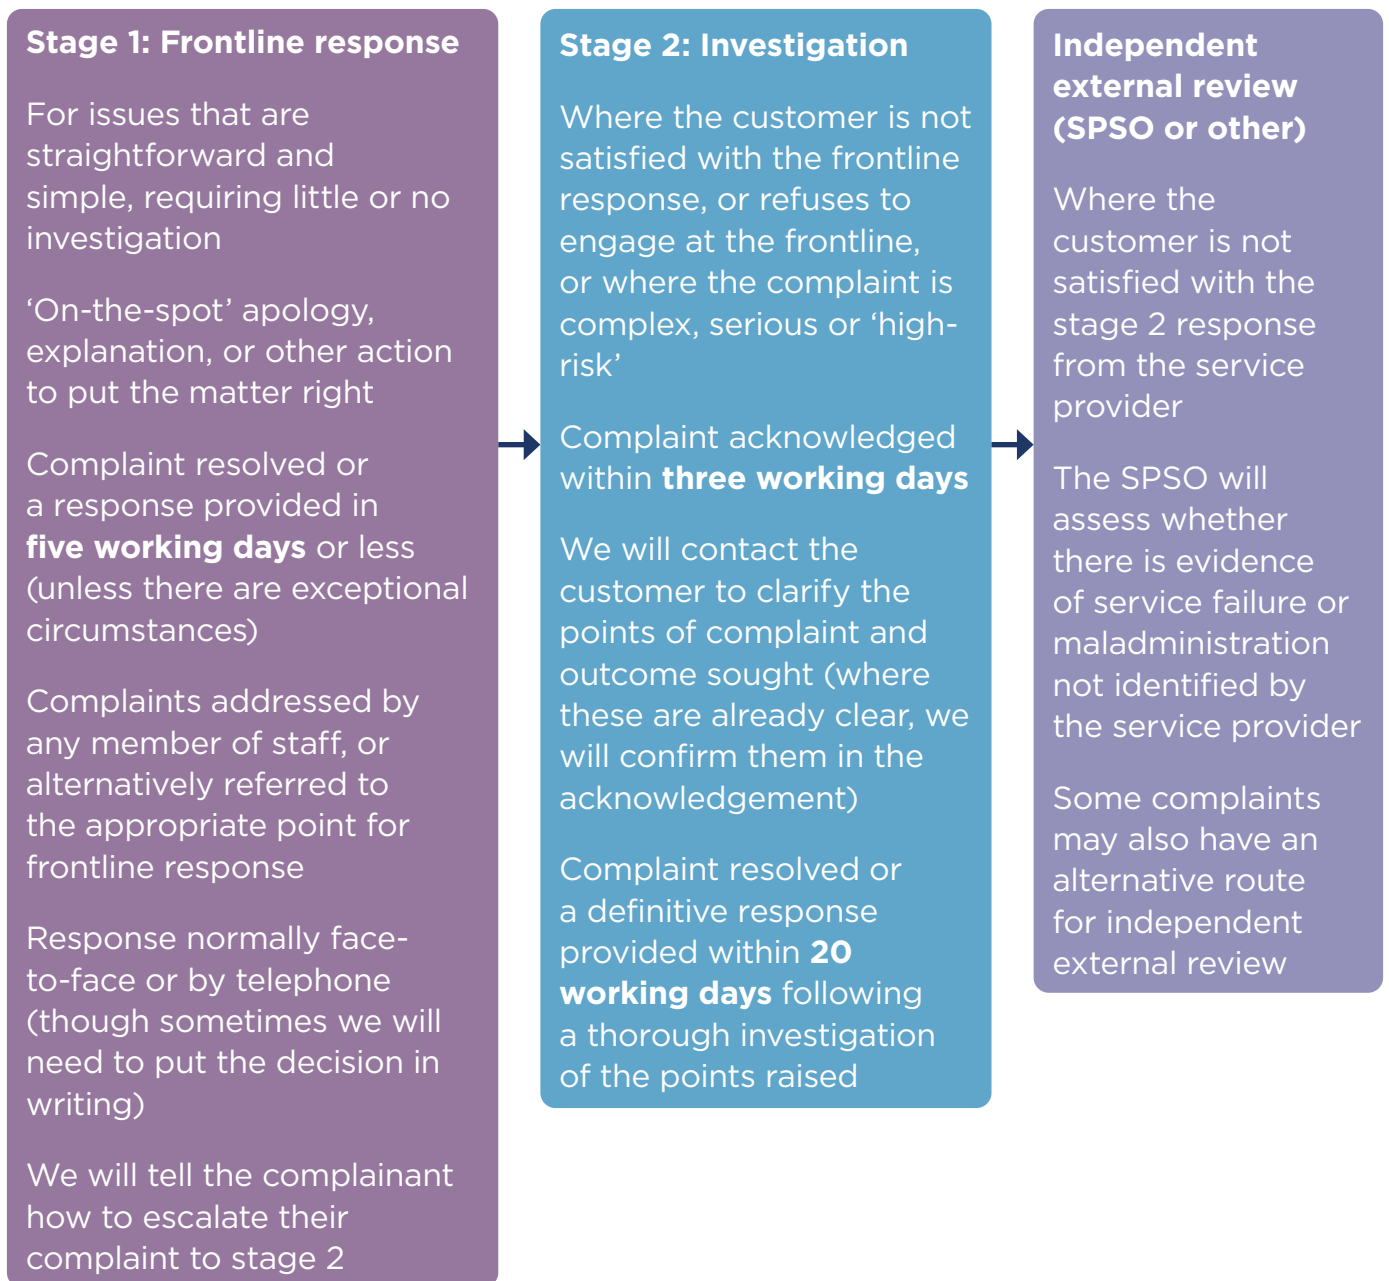 Stage 1: Frontline response
For issues that are
straightforward and
simple, requiring little or no
investigation
‘On-the-spot’ apology,
explanation, or other action
to put the matter right
Complaint resolved or
a response provided in
five working days or less
(unless there are exceptional
circumstances)
Complaints addressed by
any member of staff, or
alternatively referred to
the appropriate point for
frontline response
Response normally face-
to-face or by telephone
(though sometimes we will
need to put the decision in
writing)
We will tell the complainant
how to escalate their
complaint to stage 2
Stage 2: Investigation
Where the customer is not
satisfied with the frontline
response, or refuses to
engage at the frontline,
or where the complaint is
complex, serious or ‘high-
risk’
Complaint acknowledged
within three working days
We will contact the
customer to clarify the
points of complaint and
outcome sought (where
these are already clear, we
will confirm them in the
acknowledgement)
Complaint resolved or
a definitive response
provided within 20
working days following
a thorough investigation
of the points raised
Independent
external review
(SPSO or other)
Where the
customer is not
satisfied with the
stage 2 response
from the service
provider
The SPSO will
assess whether
there is evidence
of service failure or
maladministration
not identified by
the service provider
Some complaints
may also have an
alternative route
for independent
external review